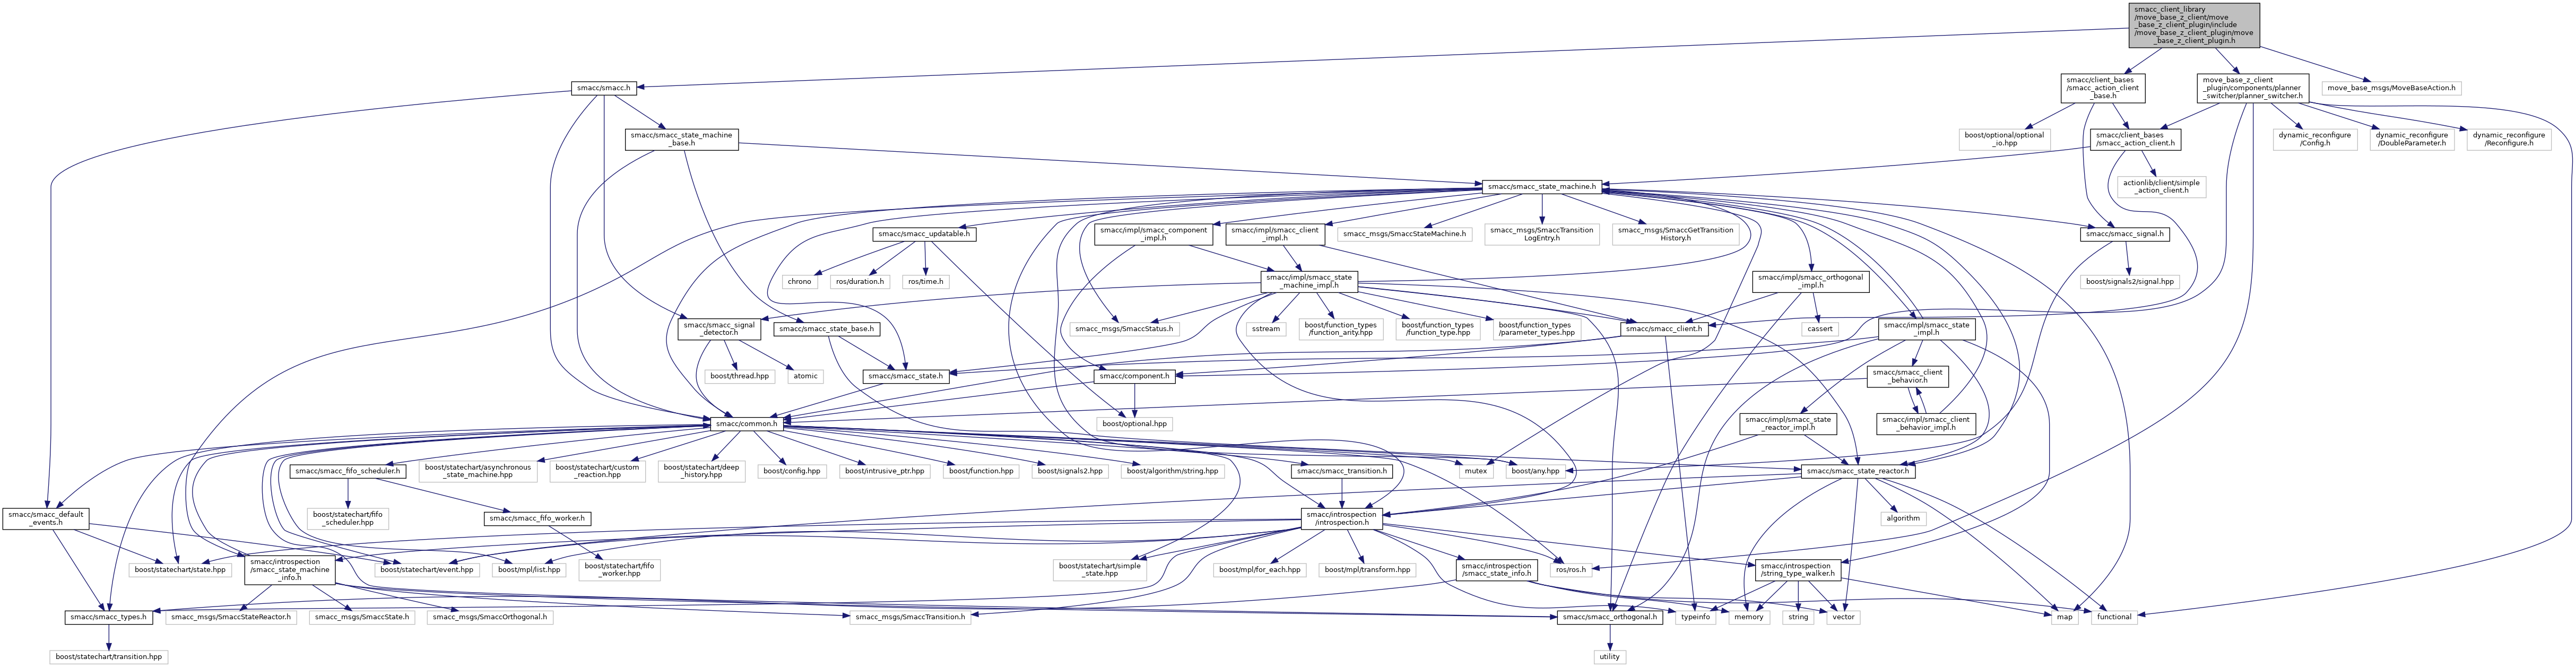 smacc_client_library
/move_base_z_client/move
_base_z_client_plugin/include
/move_base_z_client_plugin/move
_base_z_client_plugin.h
smacc/smacc.h
smacc/client_bases
/smacc_action_client
_base.h
move_base_z_client
_plugin/components/planner
_switcher/planner_switcher.h
move_base_msgs/MoveBaseAction.h
smacc/smacc_state_machine
_base.h
boost/optional/optional
_io.hpp
smacc/client_bases
/smacc_action_client.h
dynamic_reconfigure
/Config.h
dynamic_reconfigure
/DoubleParameter.h
dynamic_reconfigure
/Reconfigure.h
smacc/smacc_state_machine.h
actionlib/client/simple
_action_client.h
smacc/smacc_updatable.h
smacc/impl/smacc_component
_impl.h
smacc/impl/smacc_client
_impl.h
smacc_msgs/SmaccStateMachine.h
smacc_msgs/SmaccTransition
LogEntry.h
smacc_msgs/SmaccGetTransition
History.h
smacc/smacc_signal.h
chrono
ros/duration.h
ros/time.h
smacc/impl/smacc_state
_machine_impl.h
smacc/impl/smacc_orthogonal
_impl.h
boost/signals2/signal.hpp
smacc/smacc_signal
_detector.h
smacc/smacc_state_base.h
smacc_msgs/SmaccStatus.h
sstream
boost/function_types
/function_arity.hpp
boost/function_types
/function_type.hpp
boost/function_types
/parameter_types.hpp
smacc/smacc_client.h
cassert
smacc/impl/smacc_state
_impl.h
boost/thread.hpp
atomic
smacc/smacc_state.h
smacc/component.h
smacc/smacc_client
_behavior.h
smacc/common.h
boost/optional.hpp
smacc/impl/smacc_state
_reactor_impl.h
smacc/impl/smacc_client
_behavior_impl.h
smacc/smacc_fifo_scheduler.h
boost/statechart/asynchronous
_state_machine.hpp
boost/statechart/custom
_reaction.hpp
boost/statechart/deep
_history.hpp
boost/config.hpp
boost/intrusive_ptr.hpp
boost/function.hpp
boost/signals2.hpp
boost/algorithm/string.hpp
smacc/smacc_transition.h
mutex
boost/any.hpp
smacc/smacc_state_reactor.h
smacc/smacc_default
_events.h
boost/statechart/fifo
_scheduler.hpp
smacc/smacc_fifo_worker.h
smacc/introspection
/introspection.h
algorithm
boost/statechart/state.hpp
smacc/introspection
/smacc_state_machine
_info.h
boost/statechart/event.hpp
boost/mpl/list.hpp
boost/statechart/fifo
_worker.hpp
boost/statechart/simple
_state.hpp
boost/mpl/for_each.hpp
boost/mpl/transform.hpp
smacc/introspection
/smacc_state_info.h
ros/ros.h
smacc/introspection
/string_type_walker.h
smacc/smacc_types.h
smacc_msgs/SmaccStateReactor.h
smacc_msgs/SmaccState.h
smacc_msgs/SmaccOrthogonal.h
smacc_msgs/SmaccTransition.h
smacc/smacc_orthogonal.h
typeinfo
memory
string
vector
map
functional
boost/statechart/transition.hpp
utility